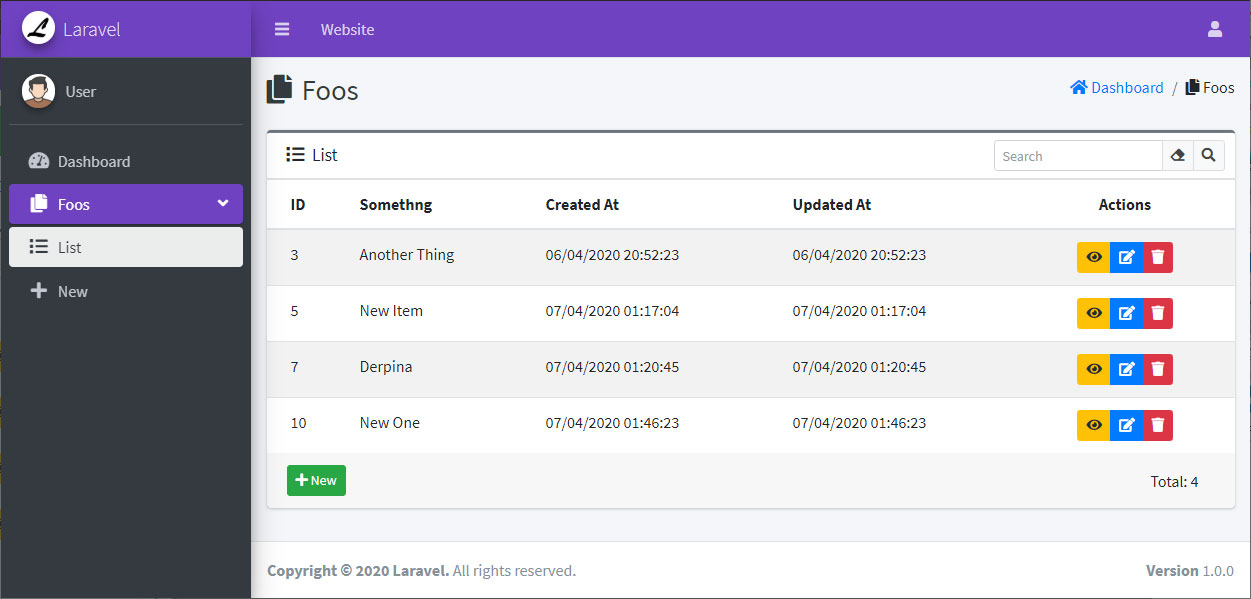 Laravel
Website
User
Foos
Dashboard / Foos
Dashboard
Foos
List
New
List
Search
ID Somethng Created At Updated At Actions
3 Another Thing 06/04/2020 20:52:23 06/04/2020 20:52:23
5 New Item 07/04/2020 01:17:04 07/04/2020 01:17:04
7 Derpina 07/04/2020 01:20:45 07/04/2020 01:20:45
10 New One 07/04/2020 01:46:23 07/04/2020 01:46:23
New
Total: 4
Copyright © 2020 Laravel. All rights reserved.
Version 1.0.0